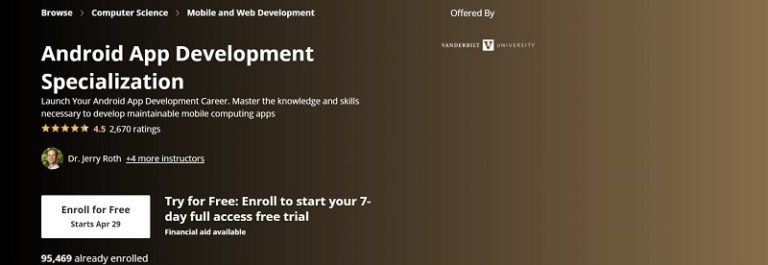 Browse > Computer Science > Mobile and Web Development
Offered By
VANDERBILT V UNIVERSITY
Android App Development
Specialization
Launch Your Android App Development Career. Master the knowledge and skills
necessary to develop maintainable mobile computing apps
4.5 2,670 ratings
Dr. Jerry Roth +4 more instructors
Enroll for Free
Starts Apr 29
Try for Free: Enroll to start your 7-
day full access free trial
Financial aid available
95,469 already enrolled